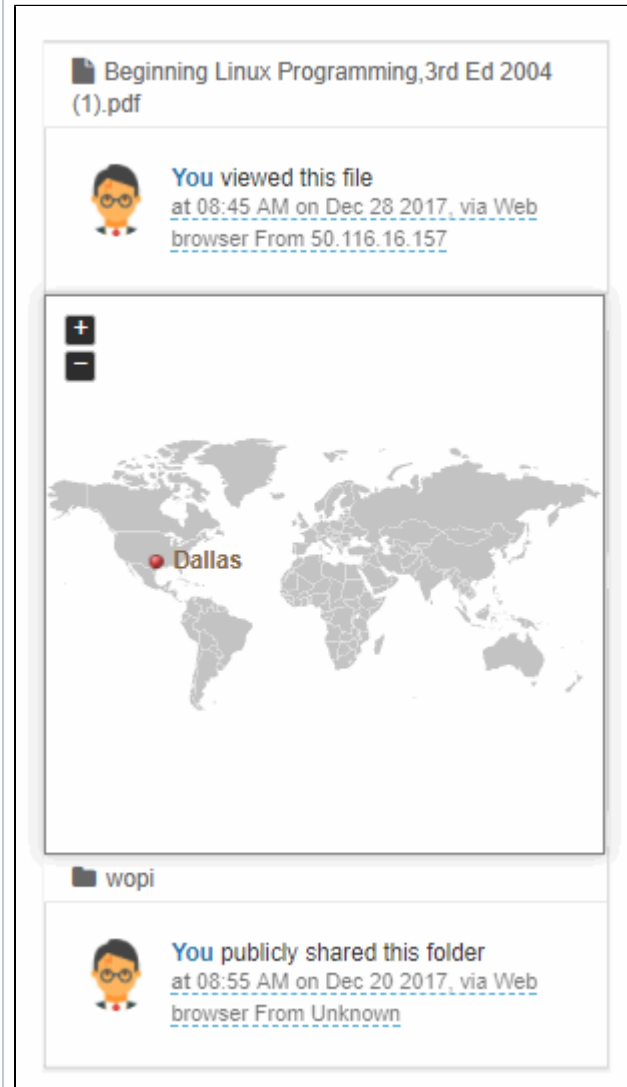 Beginning Linux Programming,3rd Ed 2004
(1).pdf
You viewed this file
at 08:45 AM on Dec 28 2017, via Web
browser From 50.116.16.157
+
−
Dallas
wopi
You publicly shared this folder
at 08:55 AM on Dec 20 2017, via Web
browser From Unknown